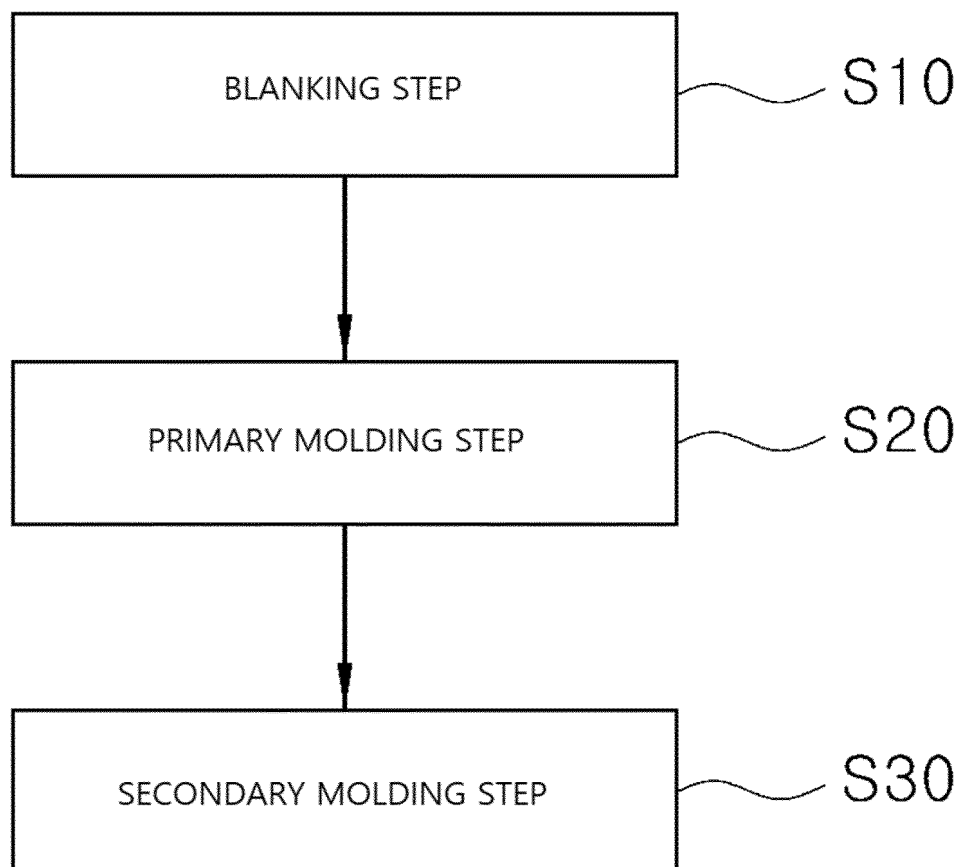 BLANKING STEP
S10
PRIMARY MOLDING STEP
S20
SECONDARY MOLDING STEP
S30